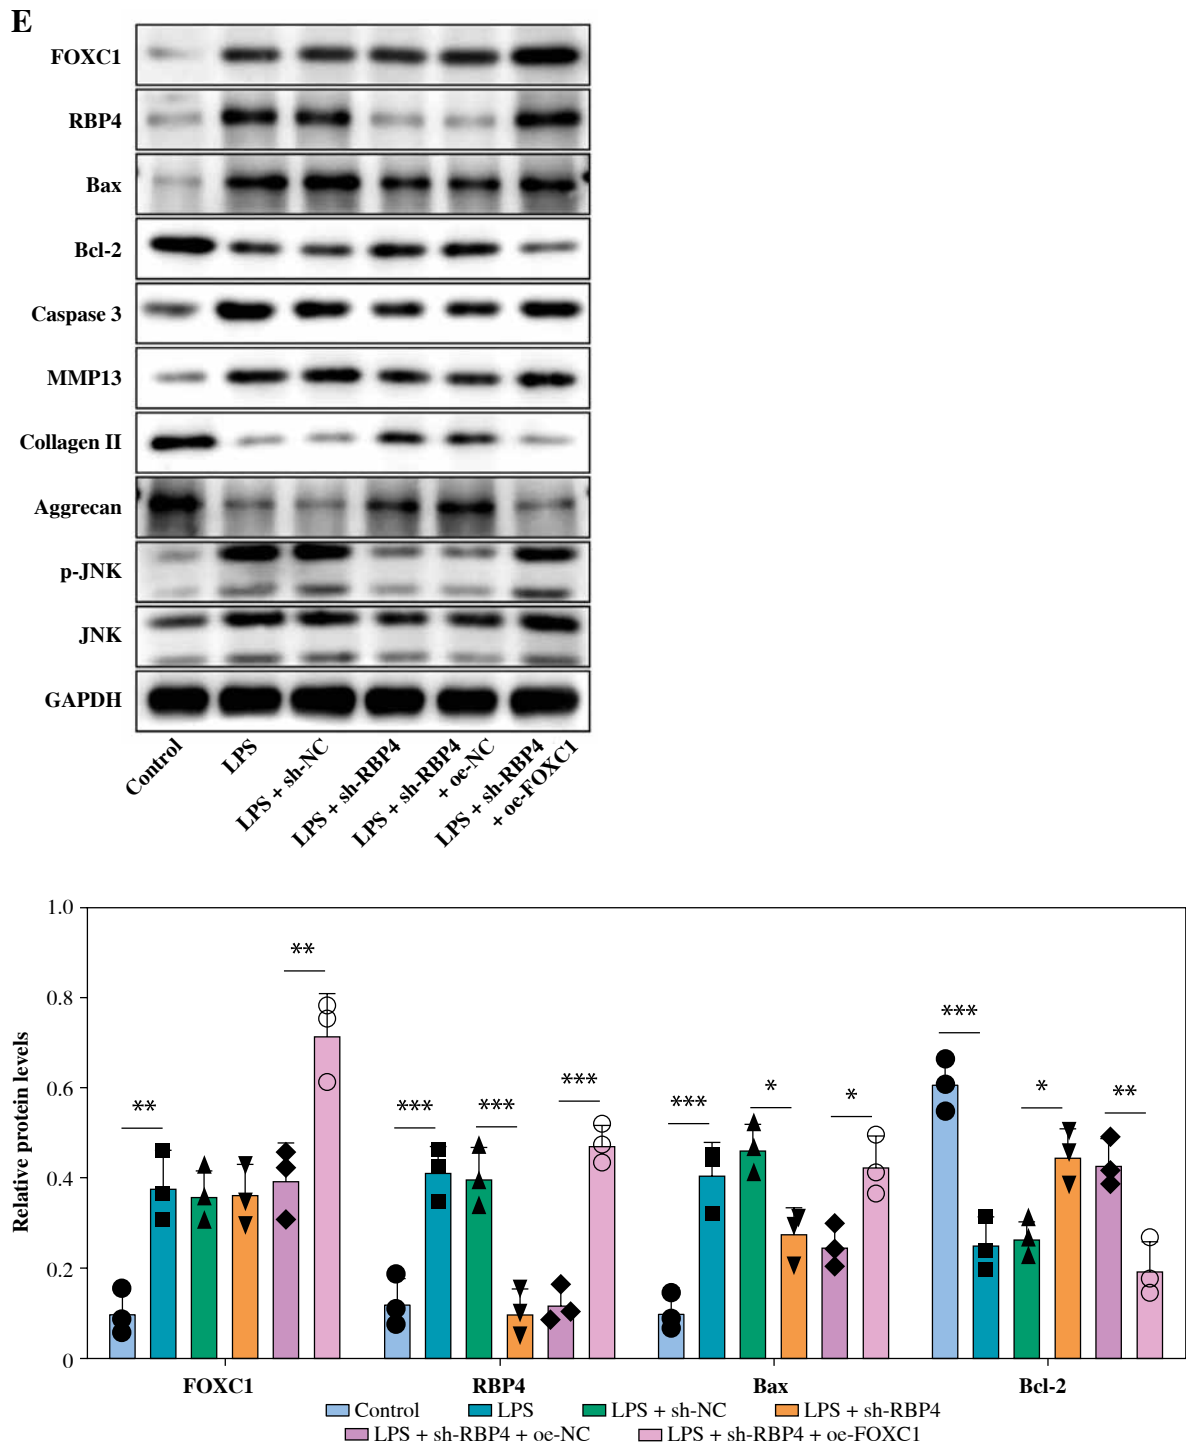 E
FOXC1
RBP4
Bax
Bcl-2
Caspase 3
MMP13
Collagen II
Aggrecan
p-JNK
JNK
GAPDH
Control
LPS
LPS + sh-NC
LPS + sh-RBP4
LPS + sh-RBP4
+ oe-NC
LPS + sh-RBP4
+ oe-FOXC1
Relative protein levels
1.0
0.8
0.6
0.4
0.2
0
**
**
***
***
***
***
*
*
***
*
**
FOXC1
RBP4
Bax
Bcl-2
Control
LPS
LPS + sh-NC
LPS + sh-RBP4
LPS + sh-RBP4 + oe-NC
LPS + sh-RBP4 + oe-FOXC1